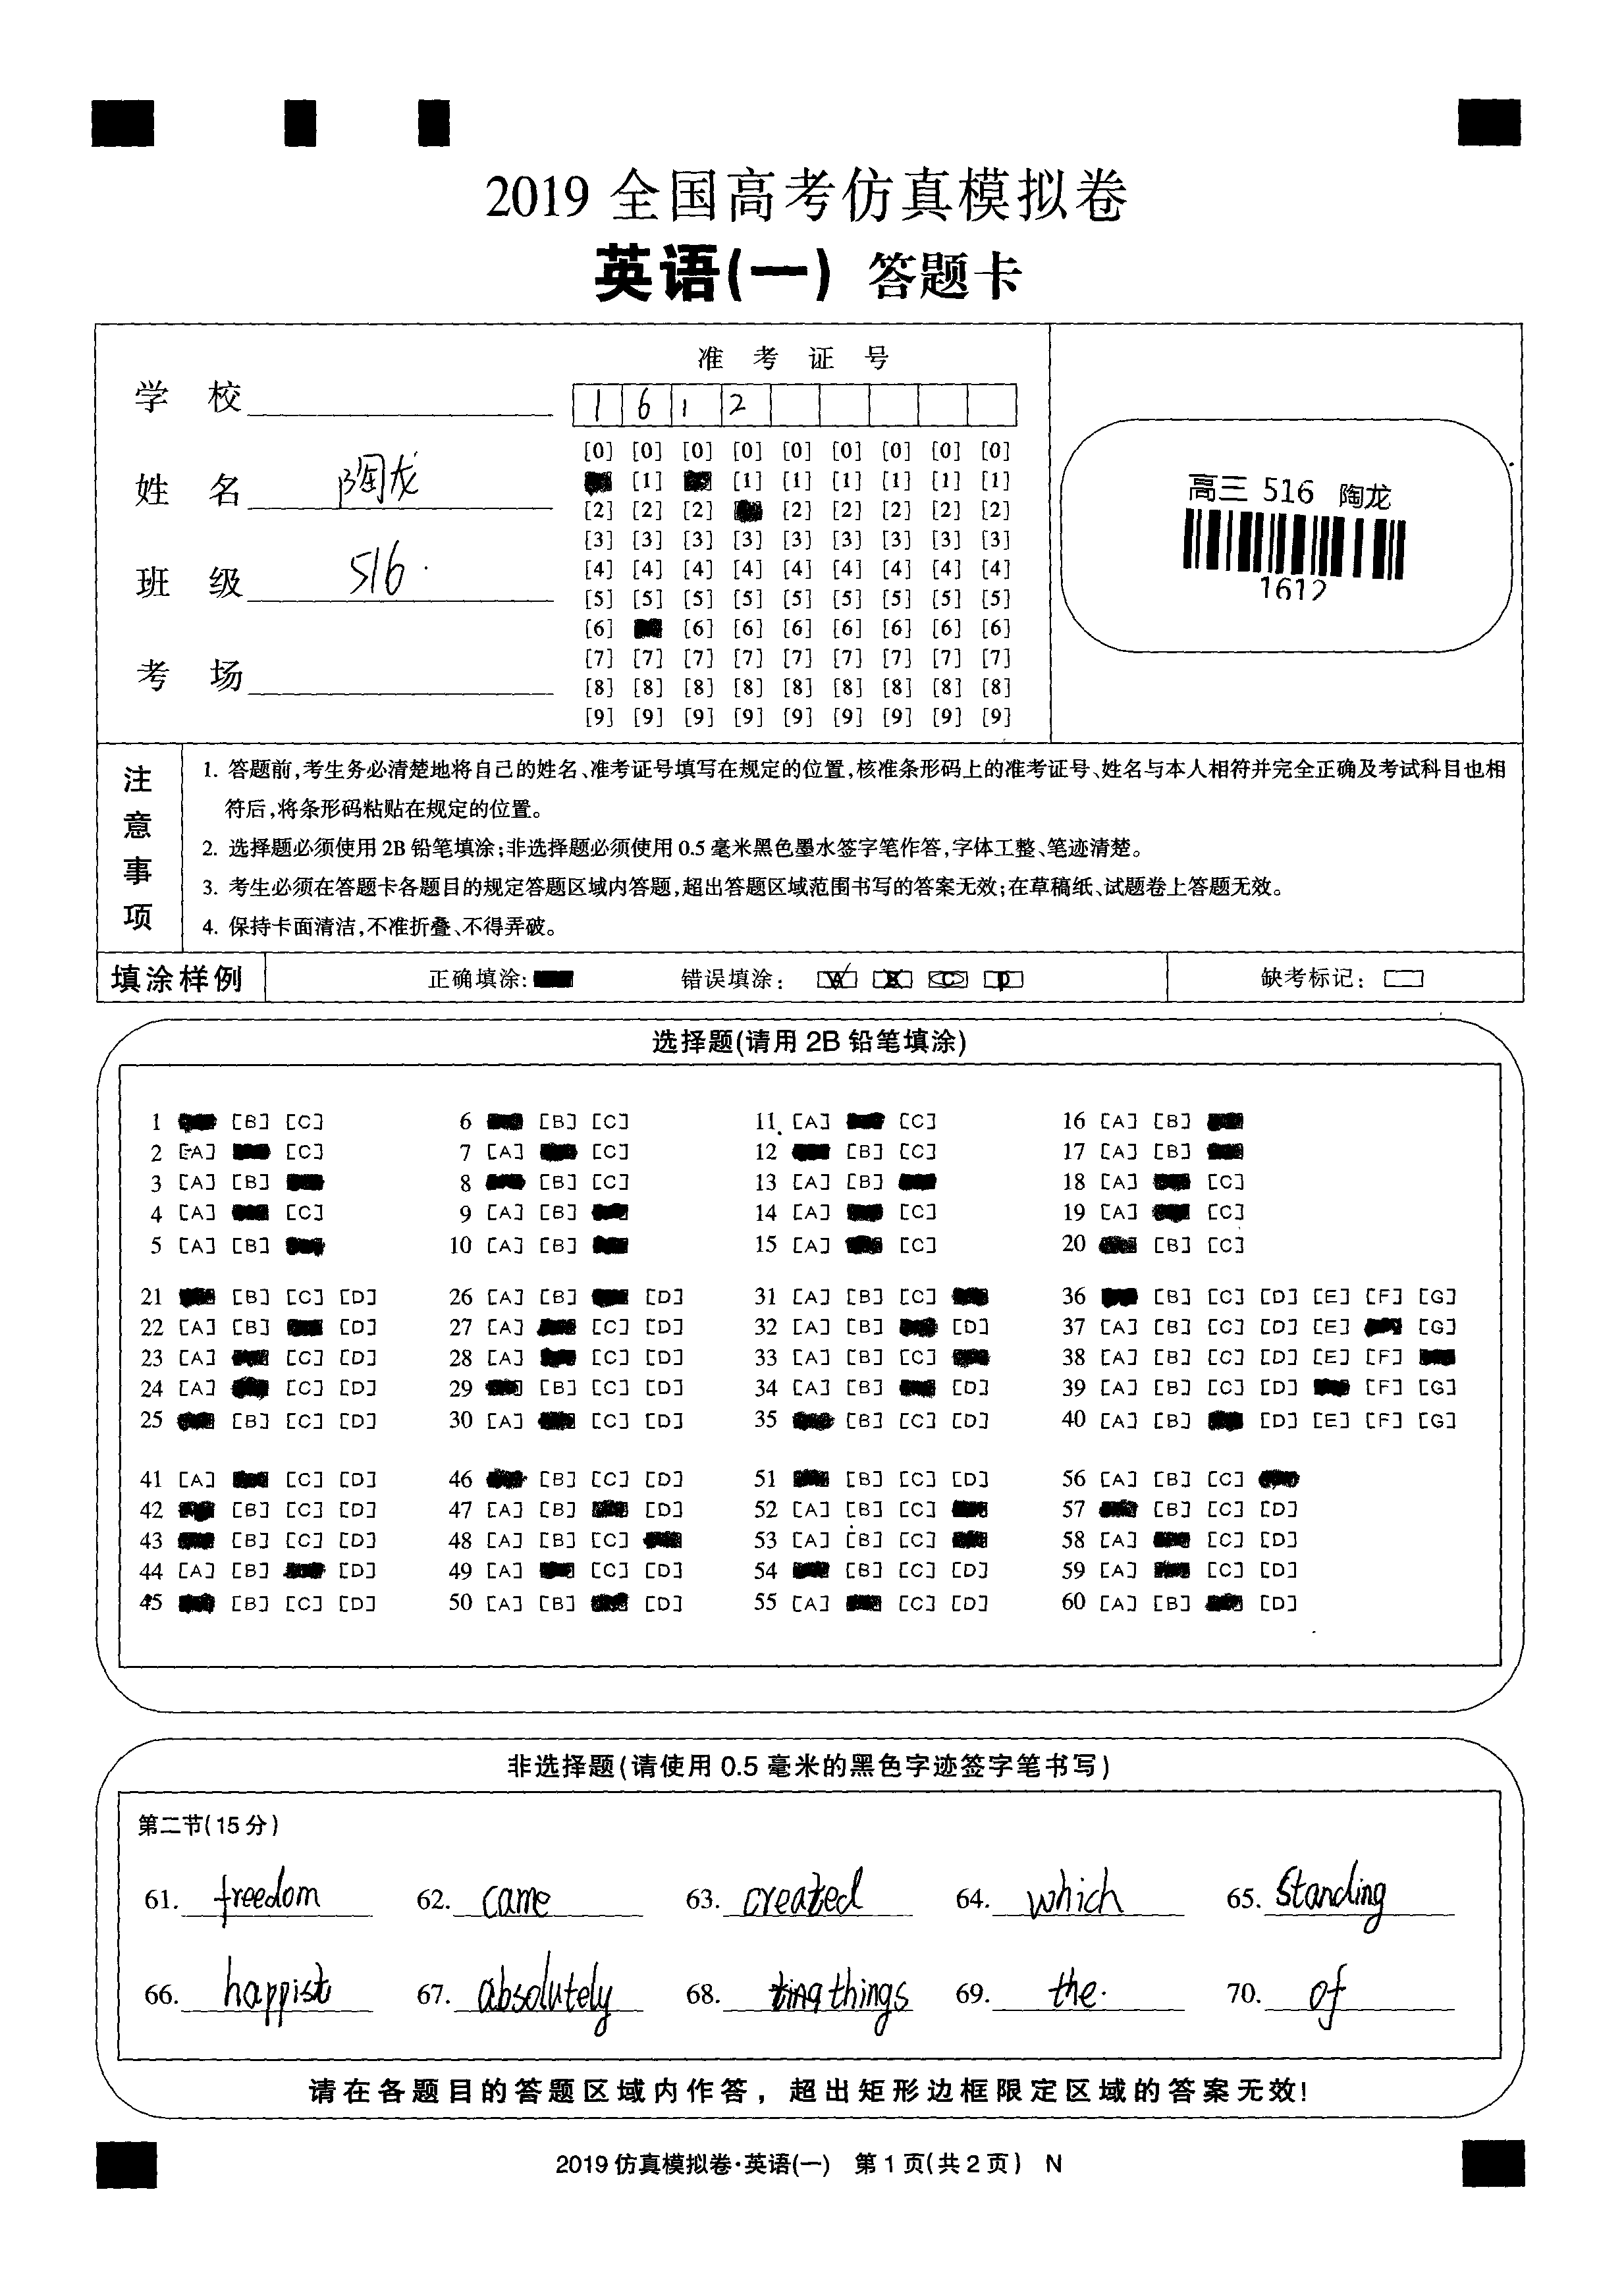 2019 全国高考仿真模拟卷
英语(一) 答题卡
准 考 证 号
学 校
1 6 1 2
姓 名 陶龙
班 级 516
考 场
[0] [0] [0] [0] [0] [0] [0] [0] [0]
[1] [1] [1] [1] [1] [1] [1]
[2] [2] [2] [2] [2] [2] [2] [2]
[3] [3] [3] [3] [3] [3] [3] [3] [3]
[4] [4] [4] [4] [4] [4] [4] [4] [4]
[5] [5] [5] [5] [5] [5] [5] [5] [5]
[6] [6] [6] [6] [6] [6] [6] [6]
[7] [7] [7] [7] [7] [7] [7] [7] [7]
[8] [8] [8] [8] [8] [8] [8] [8] [8]
[9] [9] [9] [9] [9] [9] [9] [9] [9]
高三 516 陶龙
1612
注意事项
1. 答题前,考生务必清楚地将自己的姓名、准考证号填写在规定的位置,核准条形码上的准考证号、姓名与本人相符并完全正确及考试科目也相
符后,将条形码粘贴在规定的位置。
2. 选择题必须使用 2B 铅笔填涂;非选择题必须使用 0.5 毫米黑色墨水签字笔作答,字体工整、笔迹清楚。
3. 考生必须在答题卡各题目的规定答题区域内答题,超出答题区域范围书写的答案无效;在草稿纸、试题卷上答题无效。
4. 保持卡面清洁,不准折叠、不得弄破。
填涂样例 正确填涂: 错误填涂: A B C D 缺考标记:
选择题(请用 2B 铅笔填涂)
1 [B] [C] 6 [B] [C] 11 [A] [C] 16 [A] [B]
2 [A] [C] 7 [A] [C] 12 [B] [C] 17 [A] [B]
3 [A] [B] 8 [B] [C] 13 [A] [B] 18 [A] [C]
4 [A] [C] 9 [A] [B] 14 [A] [C] 19 [A] [C]
5 [A] [B] 10 [A] [B] 15 [A] [C] 20 [B] [C]
21 [B] [C] [D] 26 [A] [B] [D] 31 [A] [B] [C] 36 [B] [C] [D] [E] [F] [G]
22 [A] [B] [D] 27 [A] [C] [D] 32 [A] [B] [D] 37 [A] [B] [C] [D] [E] [G]
23 [A] [C] [D] 28 [A] [C] [D] 33 [A] [B] [C] 38 [A] [B] [C] [D] [E] [F]
24 [A] [C] [D] 29 [B] [C] [D] 34 [A] [B] [D] 39 [A] [B] [C] [D] [F] [G]
25 [B] [C] [D] 30 [A] [C] [D] 35 [B] [C] [D] 40 [A] [B] [D] [E] [F] [G]
41 [A] [C] [D] 46 [B] [C] [D] 51 [B] [C] [D] 56 [A] [B] [C]
42 [B] [C] [D] 47 [A] [B] [D] 52 [A] [B] [C] 57 [B] [C] [D]
43 [B] [C] [D] 48 [A] [B] [C] 53 [A] [B] [C] 58 [A] [C] [D]
44 [A] [B] [D] 49 [A] [C] [D] 54 [B] [C] [D] 59 [A] [C] [D]
45 [B] [C] [D] 50 [A] [B] [D] 55 [A] [C] [D] 60 [A] [B] [D]
非选择题(请使用 0.5 毫米的黑色字迹签字笔书写)
第二节(15 分)
61. freedom 62. came 63. created 64. which 65. standing
66. happist 67. absolutely 68. things 69. the 70. of
请在各题目的答题区域内作答，超出矩形边框限定区域的答案无效!
2019 仿真模拟卷·英语(一) 第 1 页(共 2 页) N